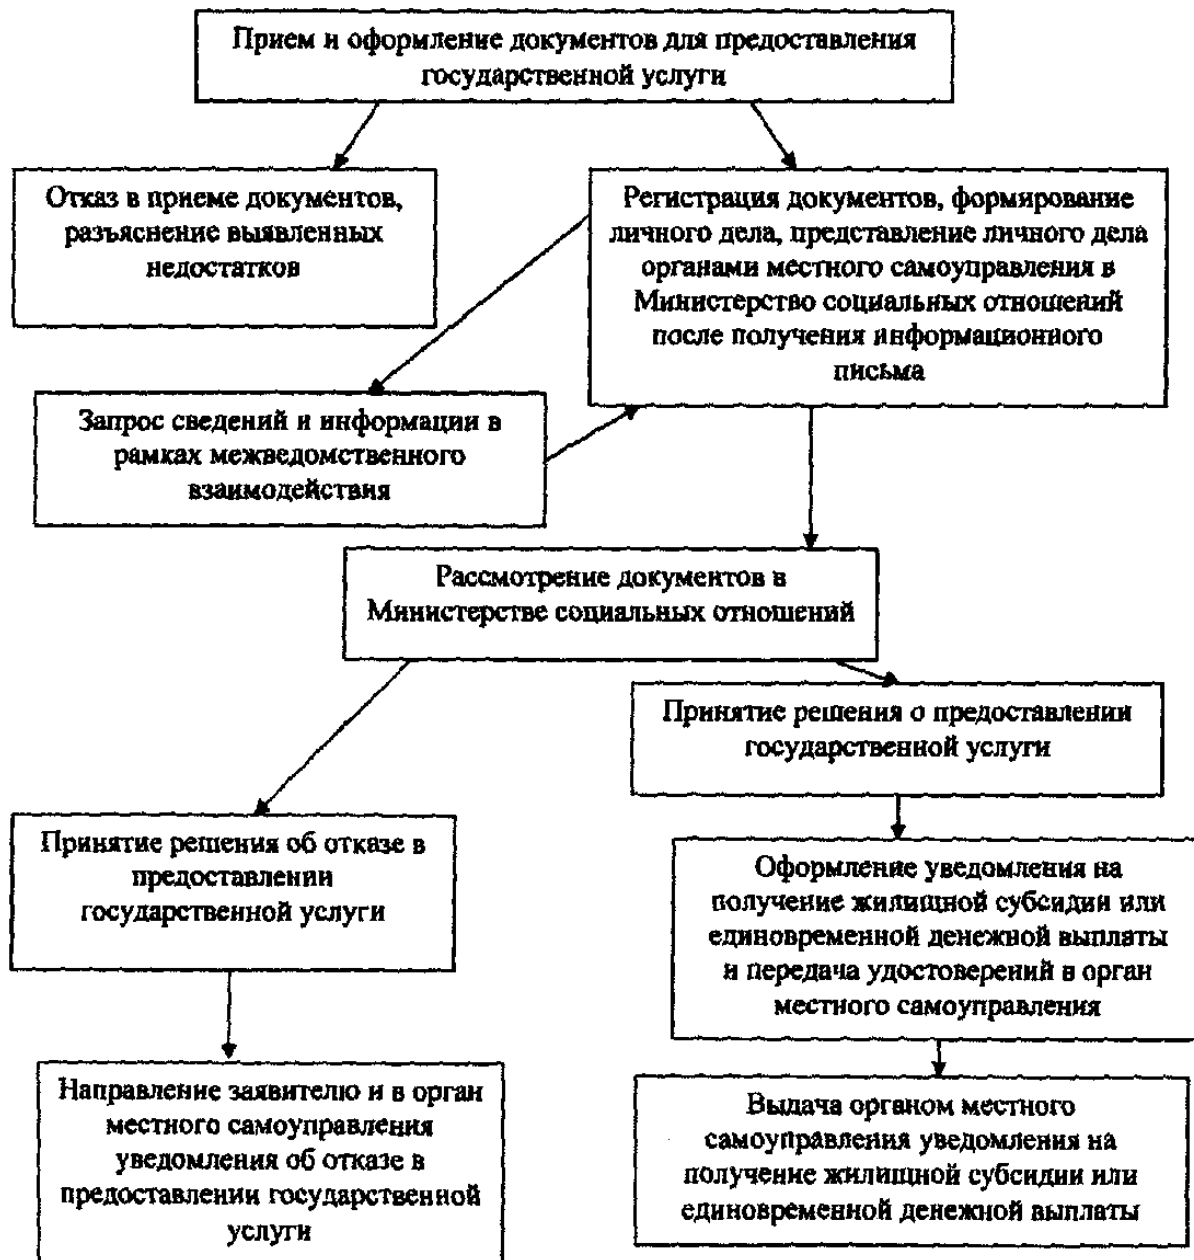 Прием и оформление документов для предоставления
государственной услуги
Отказ в приеме документов,
разъяснение выявленных
недостатков
Регистрация документов, формирование
личного дела, представление личного дела
органами местного самоуправления в
Министерство социальных отношений
после получения информационного
письма
Запрос сведений и информации в
рамках межведомственного
взаимодействия
Рассмотрение документов в
Министерстве социальных отношений
Принятие решения о предоставлении
государственной услуги
Принятие решения об отказе в
предоставлении
государственной услуги
Оформление уведомления на
получение жилищной субсидии или
единовременной денежной выплаты
и передача удостоверений в орган
местного самоуправления
Направление заявителю и в орган
местного самоуправления
уведомления об отказе в
предоставлении государственной
услуги
Выдача органом местного
самоуправления уведомления на
получение жилищной субсидии или
единовременной денежной выплаты